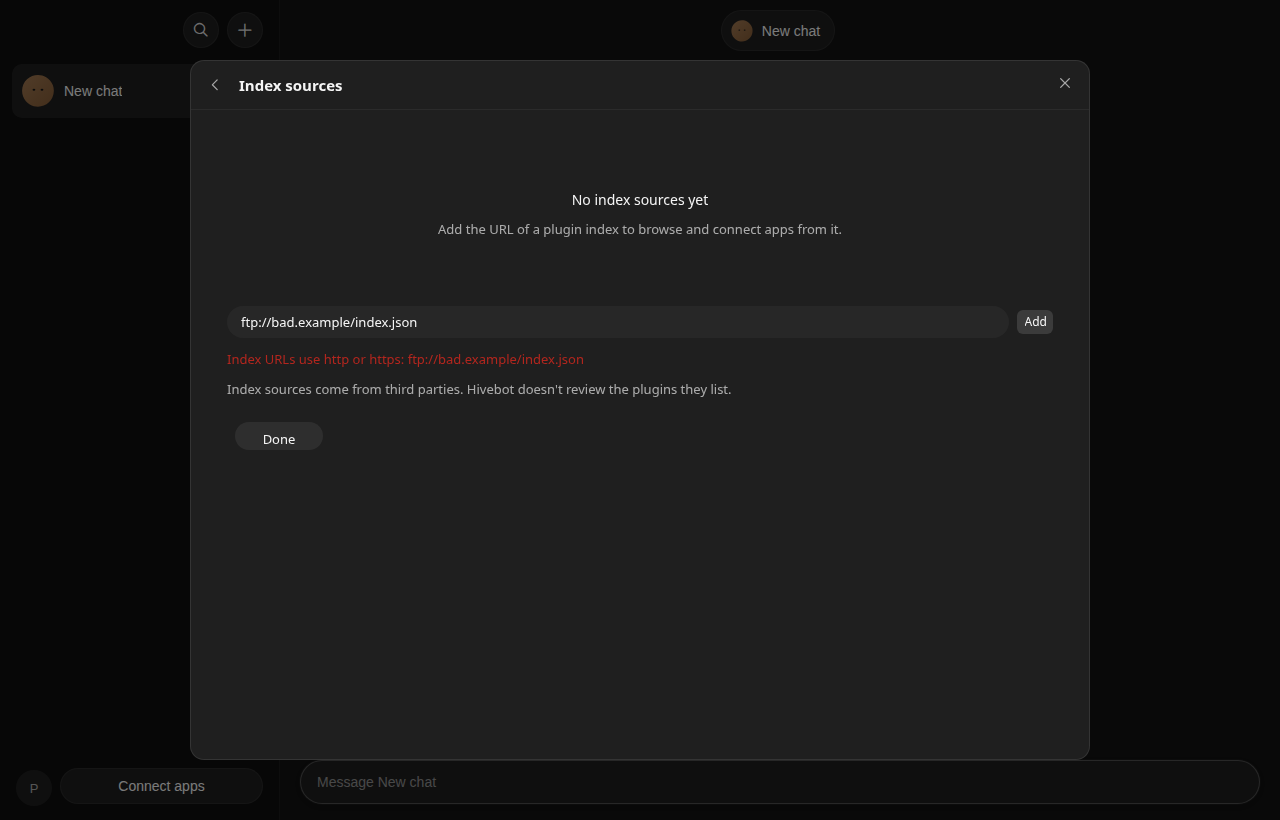 New chat
New chat
Index sources
No index sources yet
Add the URL of a plugin index to browse and connect apps from it.
ftp://bad.example/index.json
Add
Index URLs use http or https: ftp://bad.example/index.json
Index sources come from third parties. Hivebot doesn't review the plugins they list.
Done
P
Connect apps
Message New chat